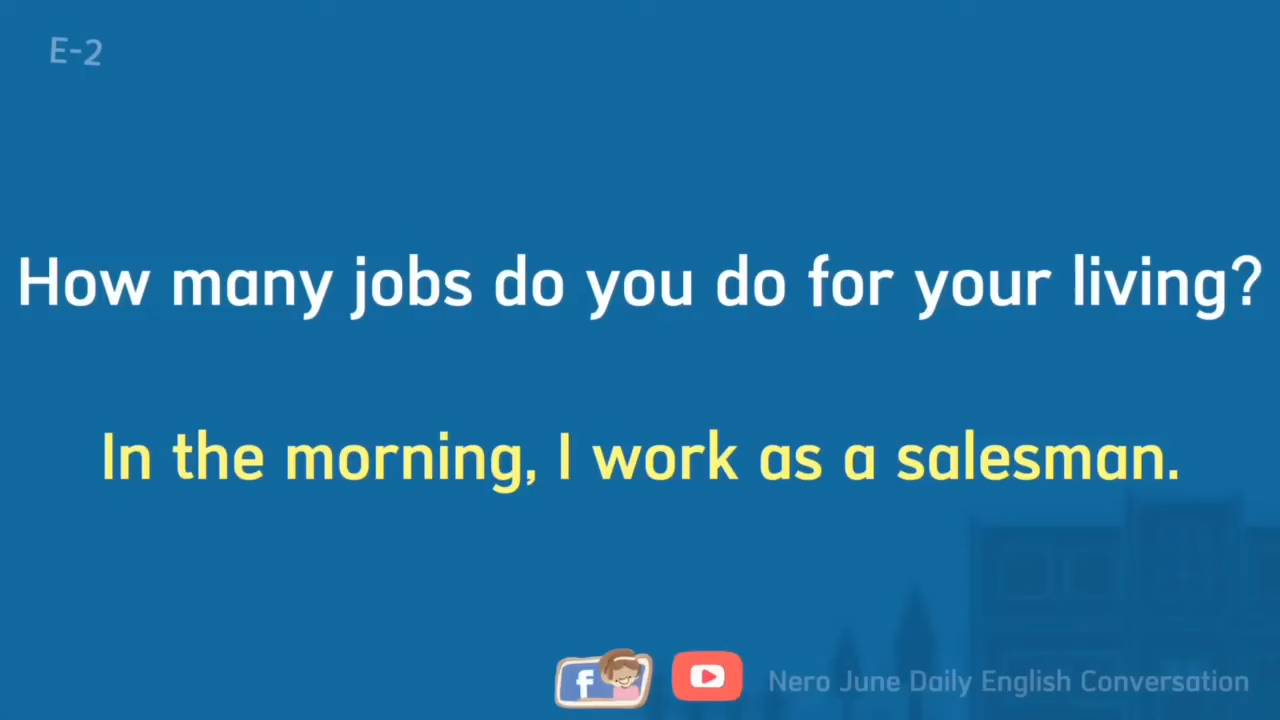 E-2
How many jobs do you do for your living?
In the morning, I work as a salesman.
f
Nero June Daily English Conversation